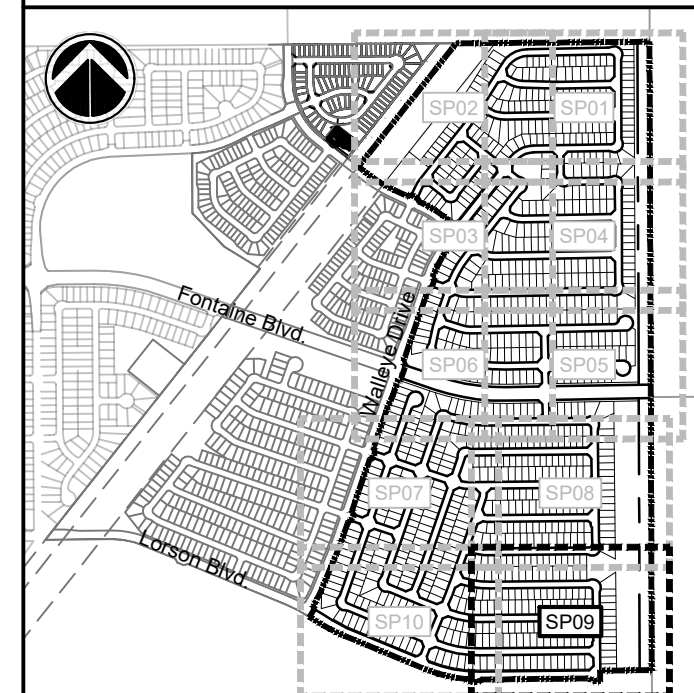 SP02
SP01
SP03
SP04
Fontaine Blvd.
Walleye Drive
SP06
SP05
SP07
SP08
Lorson Blvd.
SP10
SP09